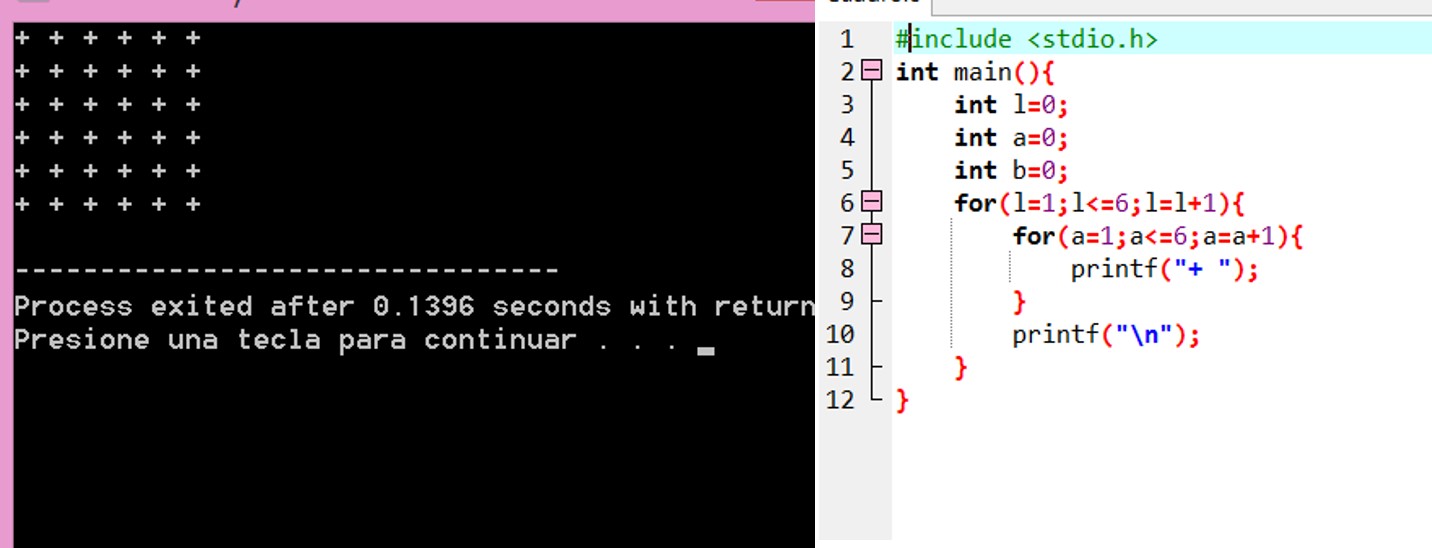 + + + + + +
+ + + + + +
+ + + + + +
+ + + + + +
+ + + + + +
+ + + + + +
--------------------------------
Process exited after 0.1396 seconds with return
Presione una tecla para continuar . . .
1 #include <stdio.h>
2 int main(){
3 int l=0;
4 int a=0;
5 int b=0;
6 for(l=1;l<=6;l=l+1){
7 for(a=1;a<=6;a=a+1){
8 printf("+ ");
9 }
10 printf("\n");
11 }
12 }